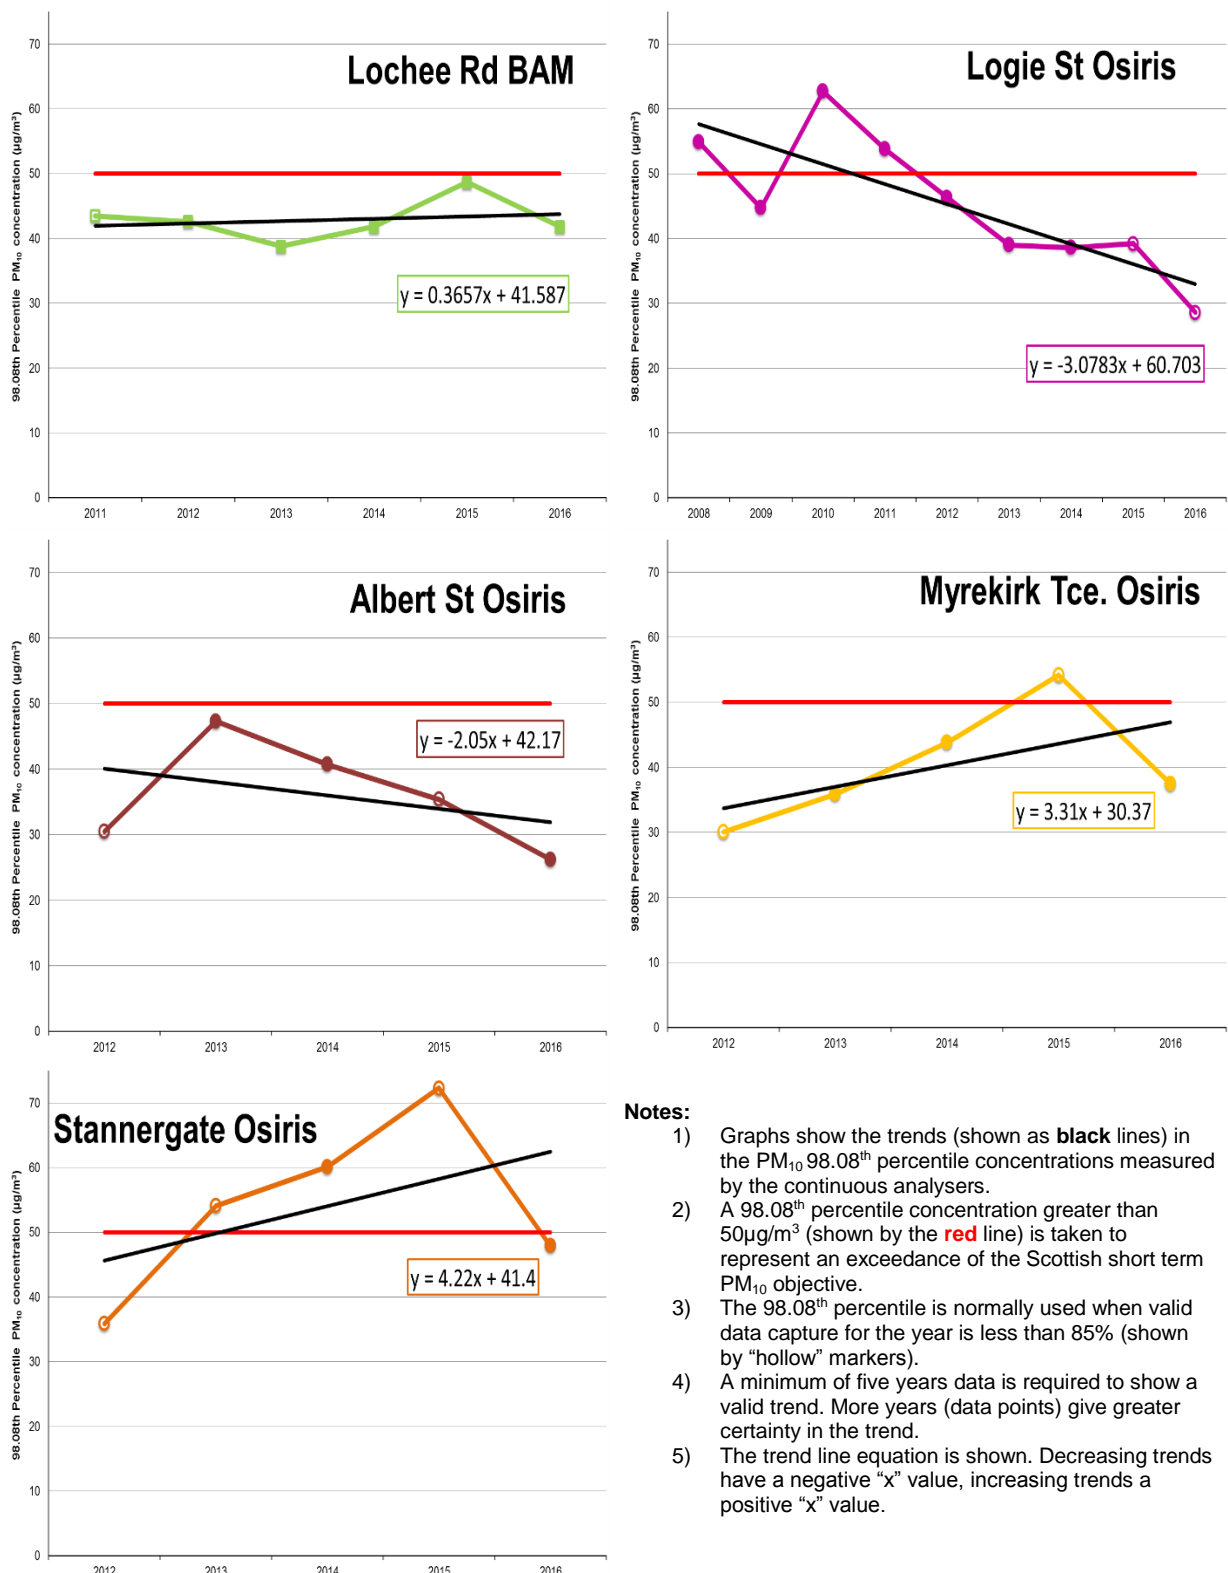 Lochee Rd BAM
98.08th Percentile PM₁₀ concentration (µg/m³)
70
60
50
40
30
20
10
0
y = 0.3657x + 41.587
2011 2012 2013 2014 2015 2016
Logie St Osiris
98.08th Percentile PM₁₀ concentration (µg/m³)
70
60
50
40
30
20
10
0
y = -3.0783x + 60.703
2008 2009 2010 2011 2012 2013 2014 2015 2016
Albert St Osiris
98.08th Percentile PM₁₀ concentration (µg/m³)
70
60
50
40
30
20
10
0
y = -2.05x + 42.17
2012 2013 2014 2015 2016
Myrekirk Tce. Osiris
98.08th Percentile PM₁₀ concentration (µg/m³)
70
60
50
40
30
20
10
0
y = 3.31x + 30.37
2012 2013 2014 2015 2016
Stannergate Osiris
98.08th Percentile PM₁₀ concentration (µg/m³)
70
60
50
40
30
20
10
0
y = 4.22x + 41.4
2012 2013 2014 2015 2016
Notes:
1) Graphs show the trends (shown as black lines) in
the PM₁₀ 98.08th percentile concentrations measured
by the continuous analysers.
2) A 98.08th percentile concentration greater than
50µg/m³ (shown by the red line) is taken to
represent an exceedance of the Scottish short term
PM₁₀ objective.
3) The 98.08th percentile is normally used when valid
data capture for the year is less than 85% (shown
by “hollow” markers).
4) A minimum of five years data is required to show a
valid trend. More years (data points) give greater
certainty in the trend.
5) The trend line equation is shown. Decreasing trends
have a negative “x” value, increasing trends a
positive “x” value.